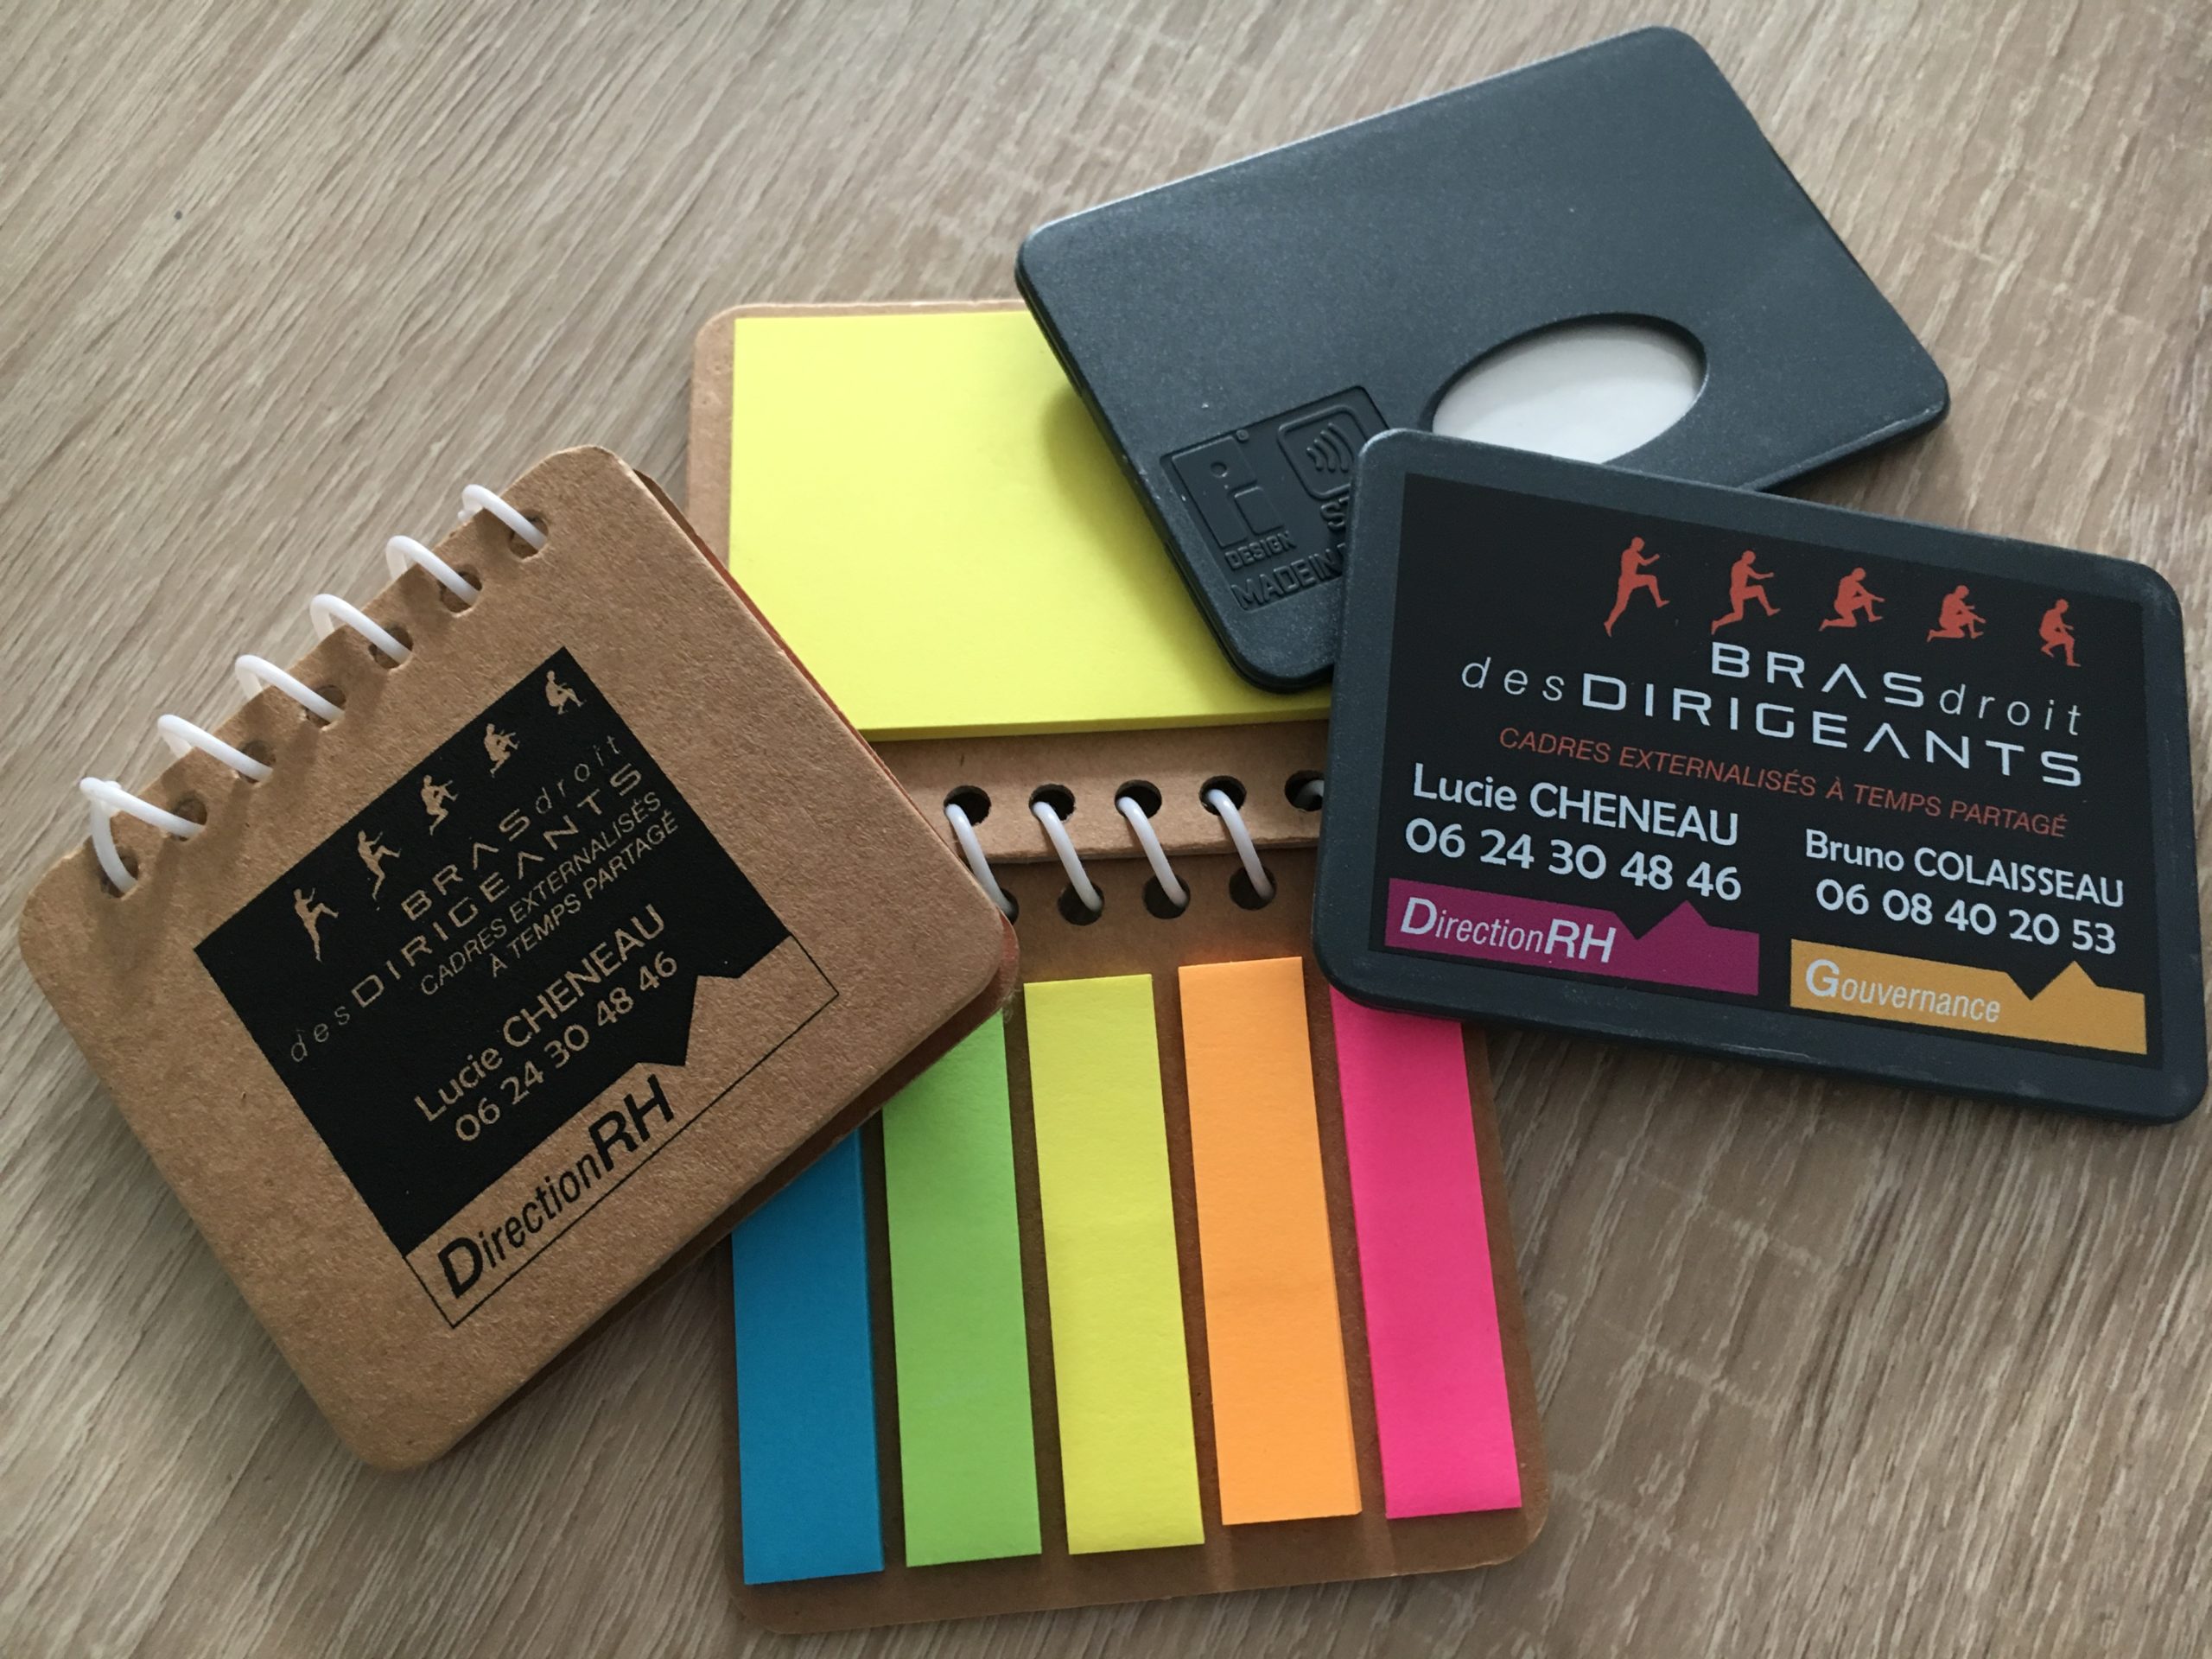 BRASdroit
desDIRIGEANTS
CADRES EXTERNALISÉS
À TEMPS PARTAGÉ
Lucie CHENEAU
06 24 30 48 46
DirectionRH
DESIGN
MADE IN
BRASdroit
desDIRIGEANTS
CADRES EXTERNALISÉS À TEMPS PARTAGÉ
Lucie CHENEAU
06 24 30 48 46
DirectionRH
Bruno COLAISSEAU
06 08 40 20 53
Gouvernance